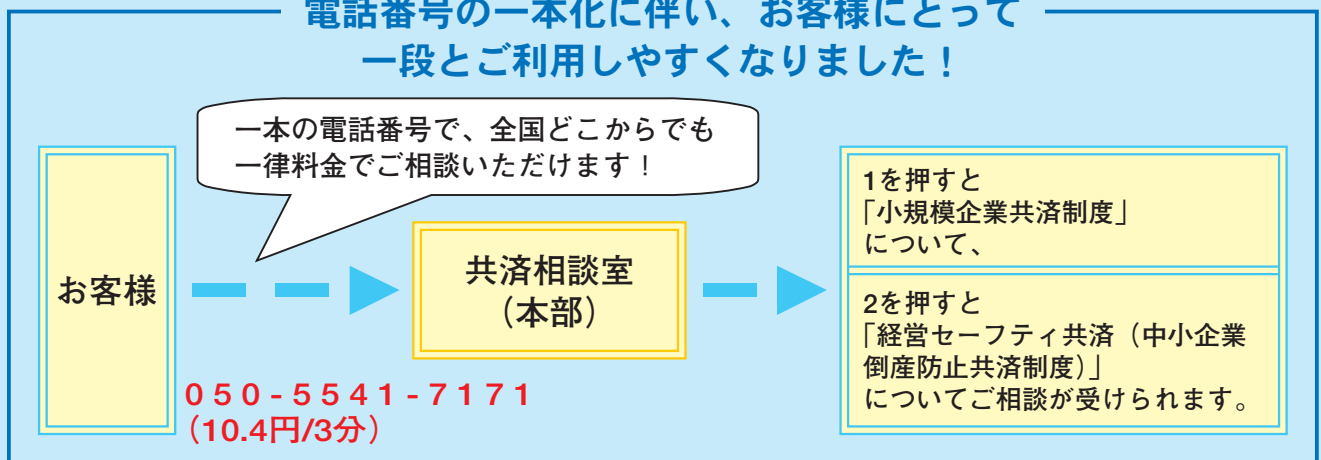 電話番号の一本化に伴い、お客様にとって
一段とご利用しやすくなりました！
一本の電話番号で、全国どこからでも
一律料金でご相談いただけます！
お客様
050-5541-7171
（10.4円/3分）
共済相談室
（本部）
1を押すと
「小規模企業共済制度」
について、
2を押すと
「経営セーフティ共済（中小企業
倒産防止共済制度）」
についてご相談が受けられます。